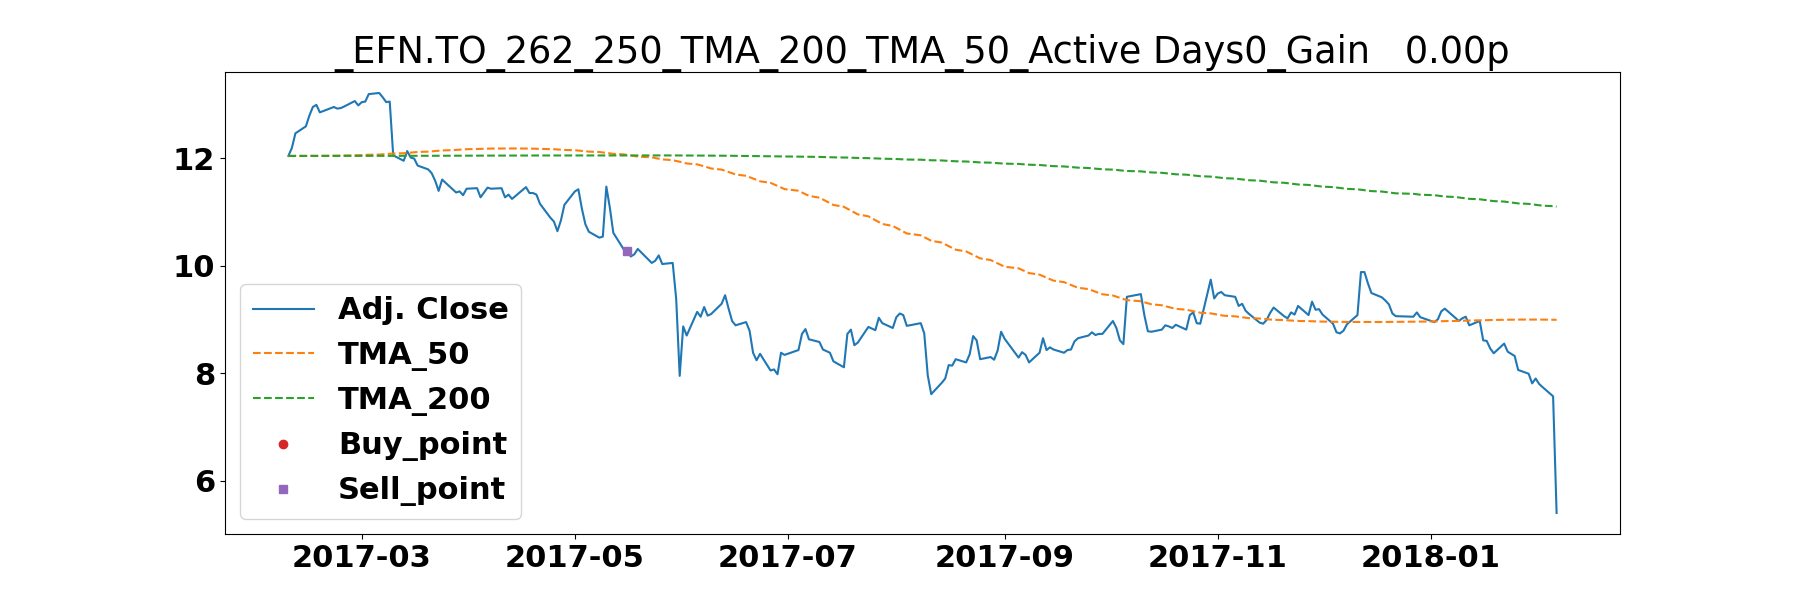 _EFN.TO_262_250_TMA_200_TMA_50_Active Days0_Gain   0.00p
12
10
8
6
Adj. Close
TMA_50
TMA_200
Buy_point
Sell_point
2017-03 2017-05 2017-07 2017-09 2017-11 2018-01